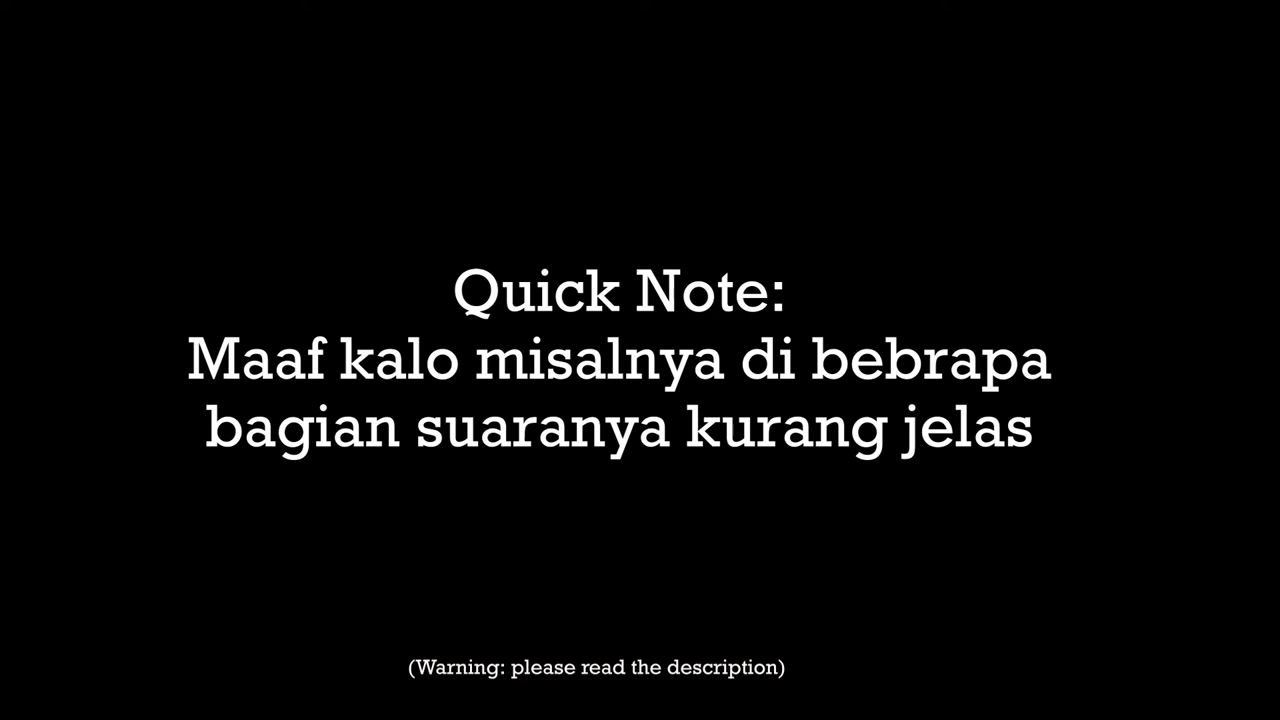 Quick Note:
Maaf kalo misalnya di bebrapa
bagian suaranya kurang jelas
(Warning: please read the description)